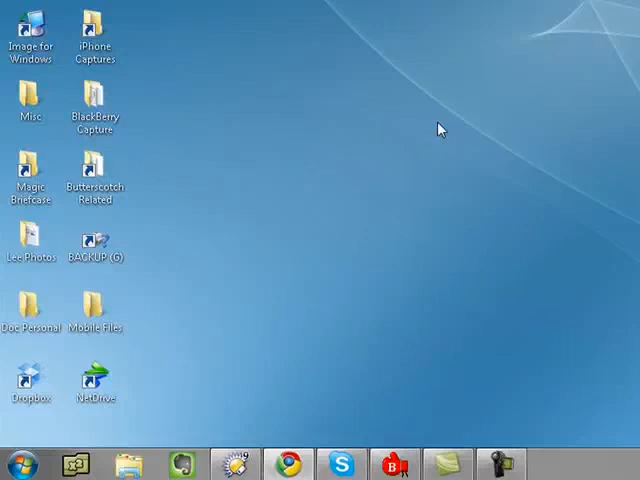 Image for
Windows
iPhone
Captures
Misc
BlackBerry
Capture
Magic
Briefcase
Butterscotch
Related
Lee Photos
BACKUP (G)
Doc Personal
Mobile Files
Dropbox
NetDrive
x2
S
B